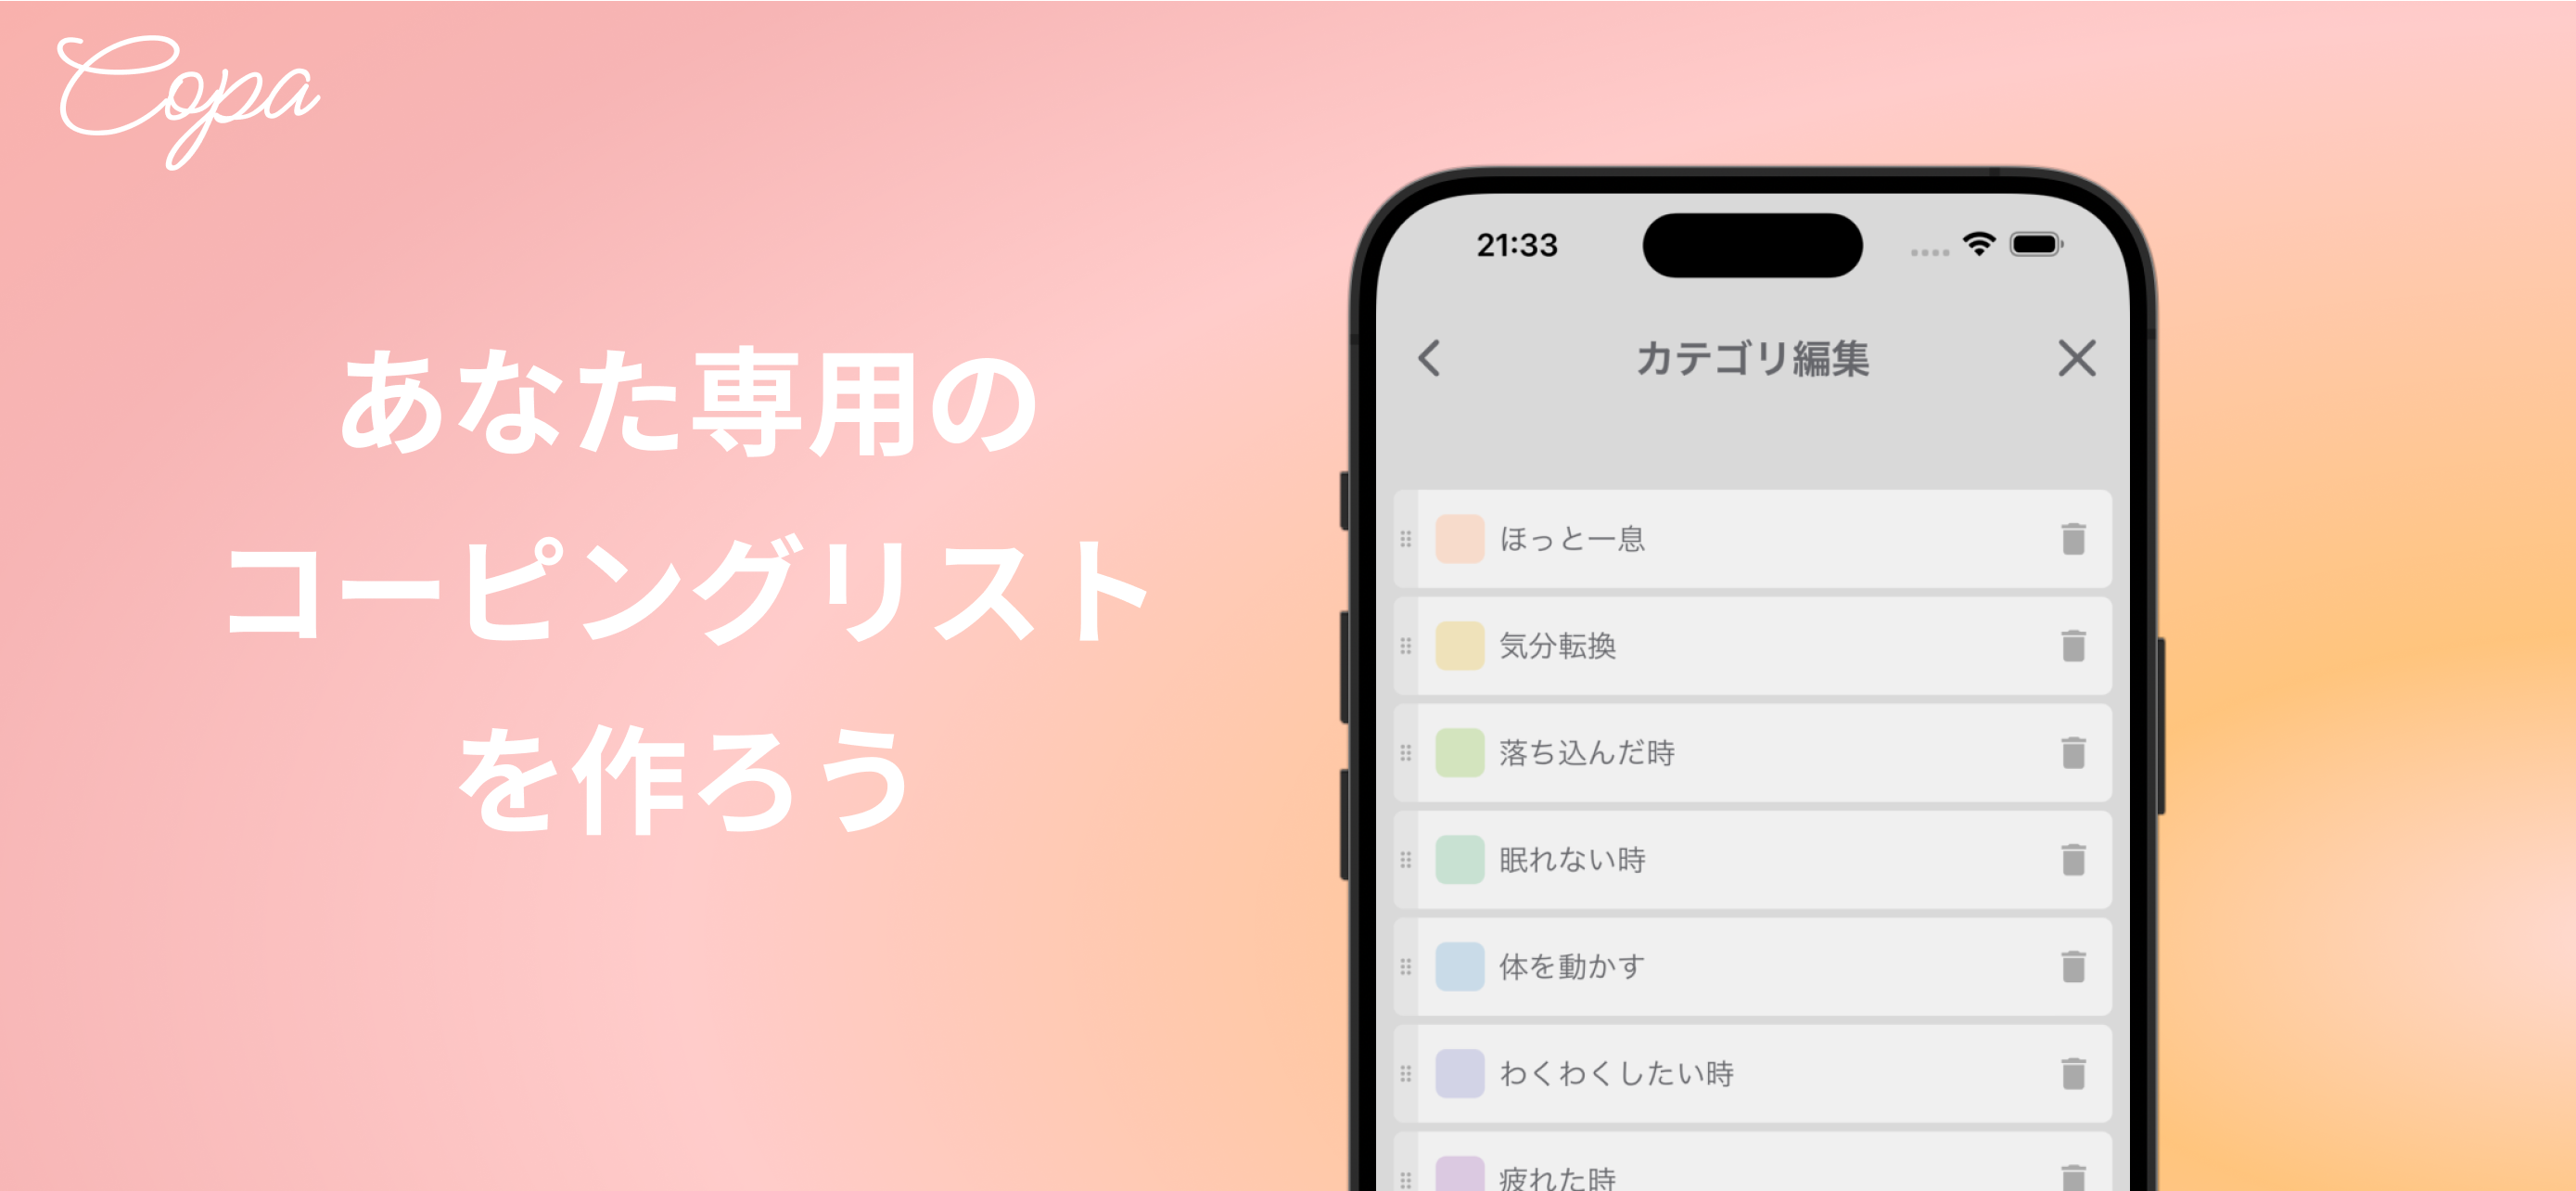 Copa
あなた専用の
コーピングリスト
を作ろう
21:33
カテゴリ編集
ほっと一息
気分転換
落ち込んだ時
眠れない時
体を動かす
わくわくしたい時
疲れた時